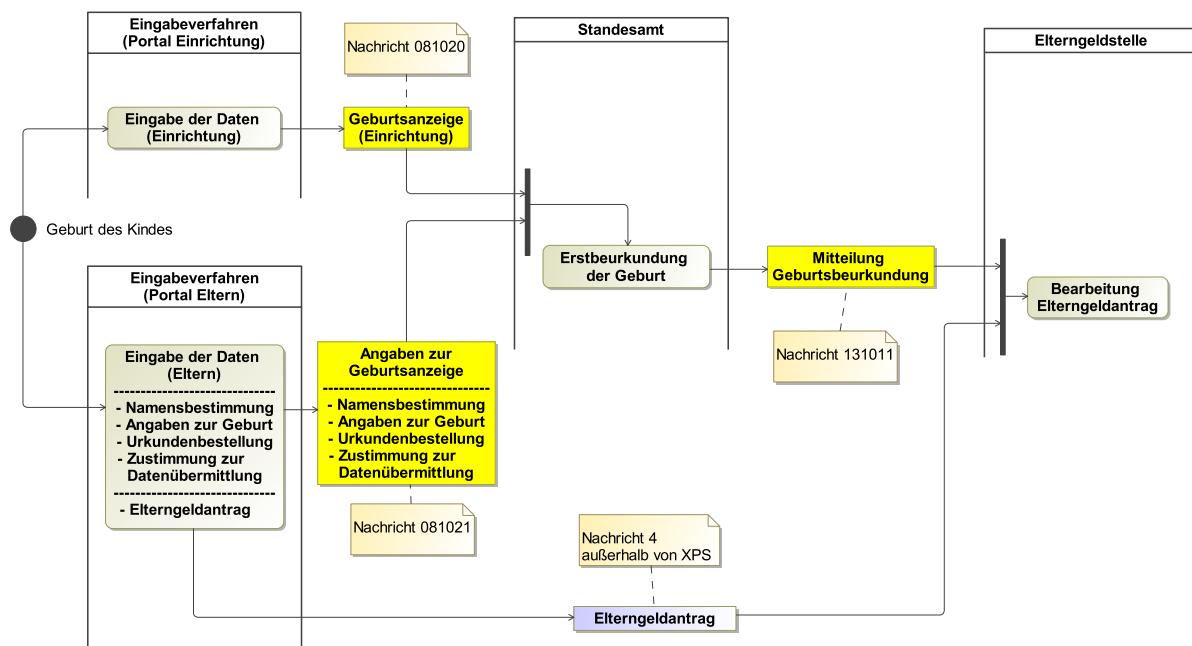 Eingabeverfahren
(Portal Einrichtung)
Nachricht 081020
Standesamt
Elterngeldstelle
Eingabe der Daten
(Einrichtung)
Geburtsanzeige
(Einrichtung)
Geburt des Kindes
Erstbeurkundung
der Geburt
Mitteilung
Geburtsbeurkundung
Bearbeitung
Elterngeldantrag
Eingabeverfahren
(Portal Eltern)
Nachricht 131011
Eingabe der Daten
(Eltern)
-----------------------------
- Namensbestimmung
- Angaben zur Geburt
- Urkundenbestellung
- Zustimmung zur
Datenübermittlung
-----------------------------
- Elterngeldantrag
Angaben zur
Geburtsanzeige
------------------------------
- Namensbestimmung
- Angaben zur Geburt
- Urkundenbestellung
- Zustimmung zur
Datenübermittlung
Nachricht 081021
Nachricht 4
außerhalb von XPS
Elterngeldantrag